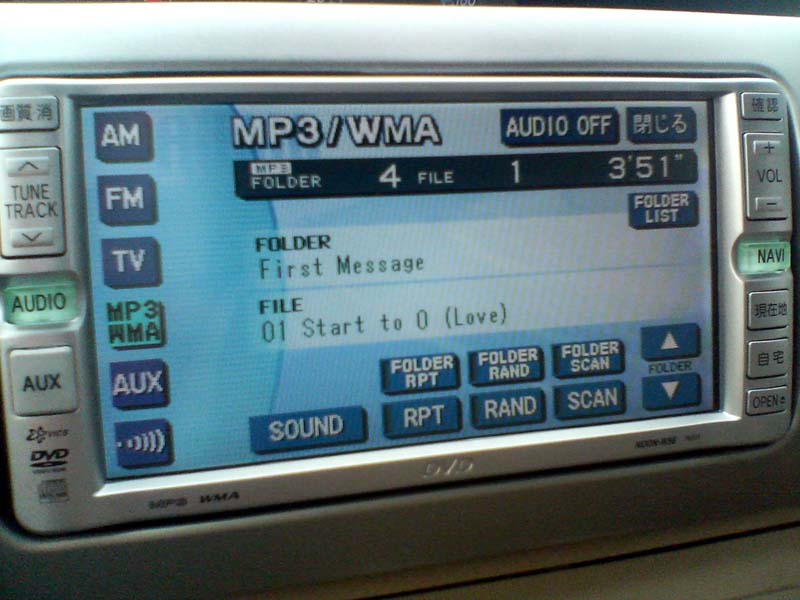 画質 消
TUNE
TRACK
AUDIO
AUX
VICS
DVD
AM
FM
TV
MP3
WMA
AUX
MP3/WMA
AUDIO OFF
閉じる
MP3
FOLDER 4 FILE 1 3'51"
FOLDER
LIST
FOLDER
First Message
FILE
01 Start to 0 (Love)
FOLDER
RPT
FOLDER
RAND
FOLDER
SCAN
FOLDER
SOUND
RPT
RAND
SCAN
確認
+
VOL
-
NAVI
現在地
自宅
OPEN
MP3 WMA
DVD